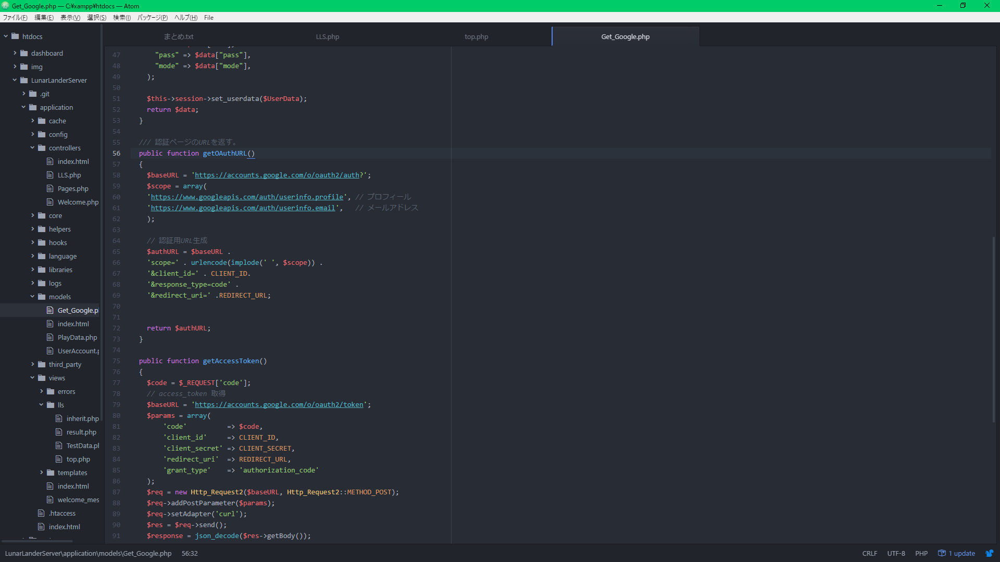 Get_Google.php — C:¥xampp¥htdocs — Atom
ファイル(F) 編集(E) 表示(V) 選択(S) 検索(I) パッケージ(P) ヘルプ(H) File
htdocs
dashboard
img
LunarLanderServer
.git
application
cache
config
controllers
index.html
LLS.php
Pages.php
Welcome.php
core
helpers
hooks
language
libraries
logs
models
Get_Google.p
index.html
PlayData.php
UserAccount.p
third_party
views
errors
lls
inherit.php
result.php
TestData.pl
top.php
templates
index.html
welcome_mes
.htaccess
index.html
まとめ.txt LLS.php top.php Get_Google.php
47 "pass" => $data["pass"],
48 "mode" => $data["mode"],
49 );
50
51 $this->session->set_userdata($UserData);
52 return $data;
53 }
54
55 /// 認証ページのURLを返す。
56 public function getOAuthURL()
57 {
58 $baseURL = 'https://accounts.google.com/o/oauth2/auth?';
59 $scope = array(
60 'https://www.googleapis.com/auth/userinfo.profile', // プロフィール
61 'https://www.googleapis.com/auth/userinfo.email', // メールアドレス
62 );
63
64 // 認証用URL生成
65 $authURL = $baseURL .
66 'scope=' . urlencode(implode(' ', $scope)) .
67 '&client_id=' . CLIENT_ID.
68 '&response_type=code' .
69 '&redirect_uri=' .REDIRECT_URL;
70
71
72 return $authURL;
73 }
74
75 public function getAccessToken()
76 {
77 $code = $_REQUEST['code'];
78 // access_token 取得
79 $baseURL = 'https://accounts.google.com/o/oauth2/token';
80 $params = array(
81 'code' => $code,
82 'client_id' => CLIENT_ID,
83 'client_secret' => CLIENT_SECRET,
84 'redirect_uri' => REDIRECT_URL,
85 'grant_type' => 'authorization_code'
86 );
87 $req = new Http_Request2($baseURL, Http_Request2::METHOD_POST);
88 $req->addPostParameter($params);
89 $req->setAdapter('curl');
90 $res = $req->send();
91 $response = json_decode($res->getBody());
LunarLanderServer\application\models\Get_Google.php 56:32 CRLF UTF-8 PHP 1 update